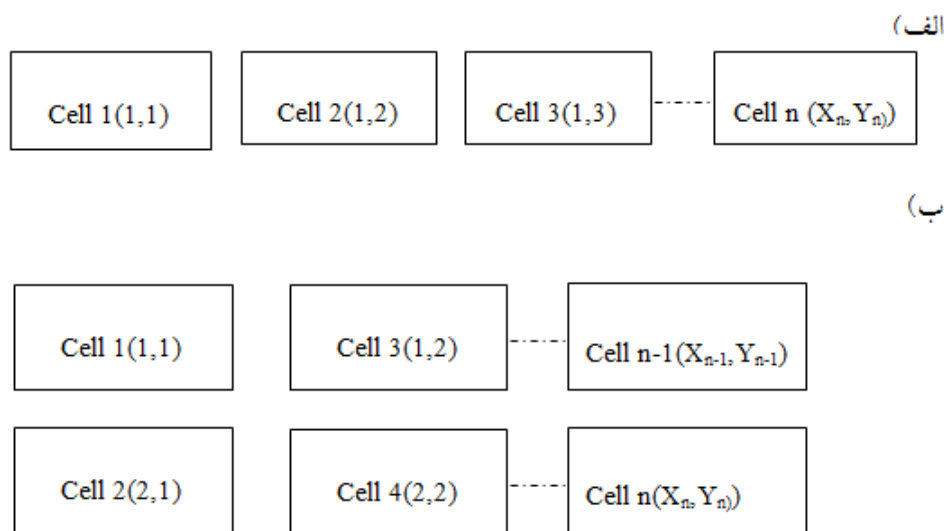 الف)
Cell 1(1,1) Cell 2(1,2) Cell 3(1,3) Cell n (Xₙ,Yₙ))
ب)
Cell 1(1,1) Cell 3(1,2) Cell n-1(Xₙ₋₁,Yₙ₋₁)
Cell 2(2,1) Cell 4(2,2) Cell n(Xₙ,Yₙ))